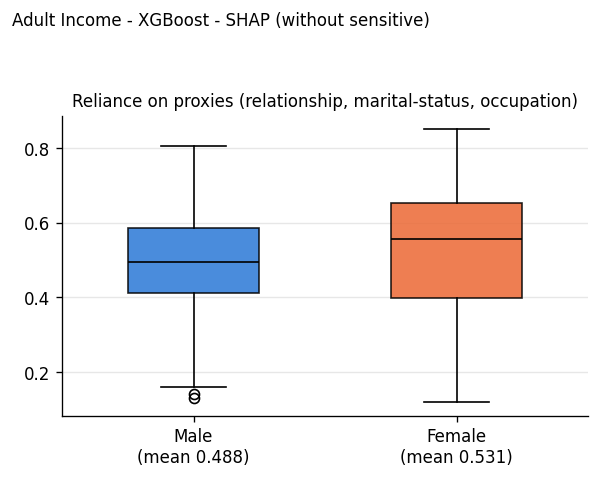 Adult Income - XGBoost - SHAP (without sensitive)
Reliance on proxies (relationship, marital-status, occupation)
0.8
0.6
0.4
0.2
Male
(mean 0.488)
Female
(mean 0.531)